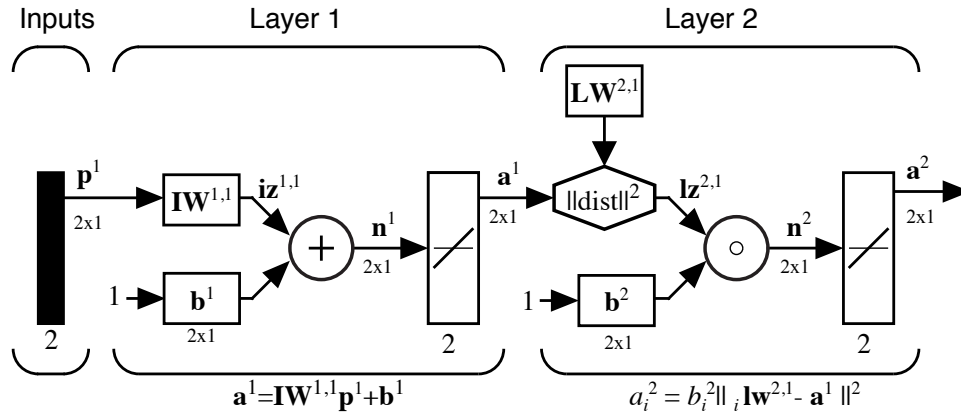 Inputs Layer 1 Layer 2
LW²,¹
p¹ IW¹,¹ iz¹,¹ a¹ ||dist||² lz²,¹ a²
2x1 2x1 2x1
+ n¹ ∘ n²
2x1 2x1
1 b¹ 1 b²
2 2x1 2 2x1 2
a¹=IW¹,¹p¹+b¹ aᵢ² = bᵢ²|| ᵢlw²,¹- a¹ ||²